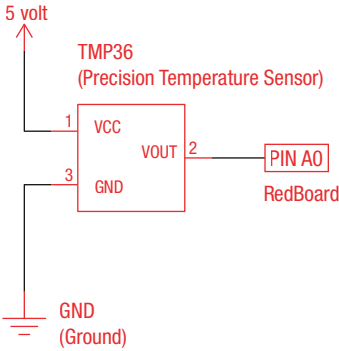 5 volt
TMP36
(Precision Temperature Sensor)
1
VCC
VOUT
2
PIN A0
3
GND
RedBoard
GND
(Ground)